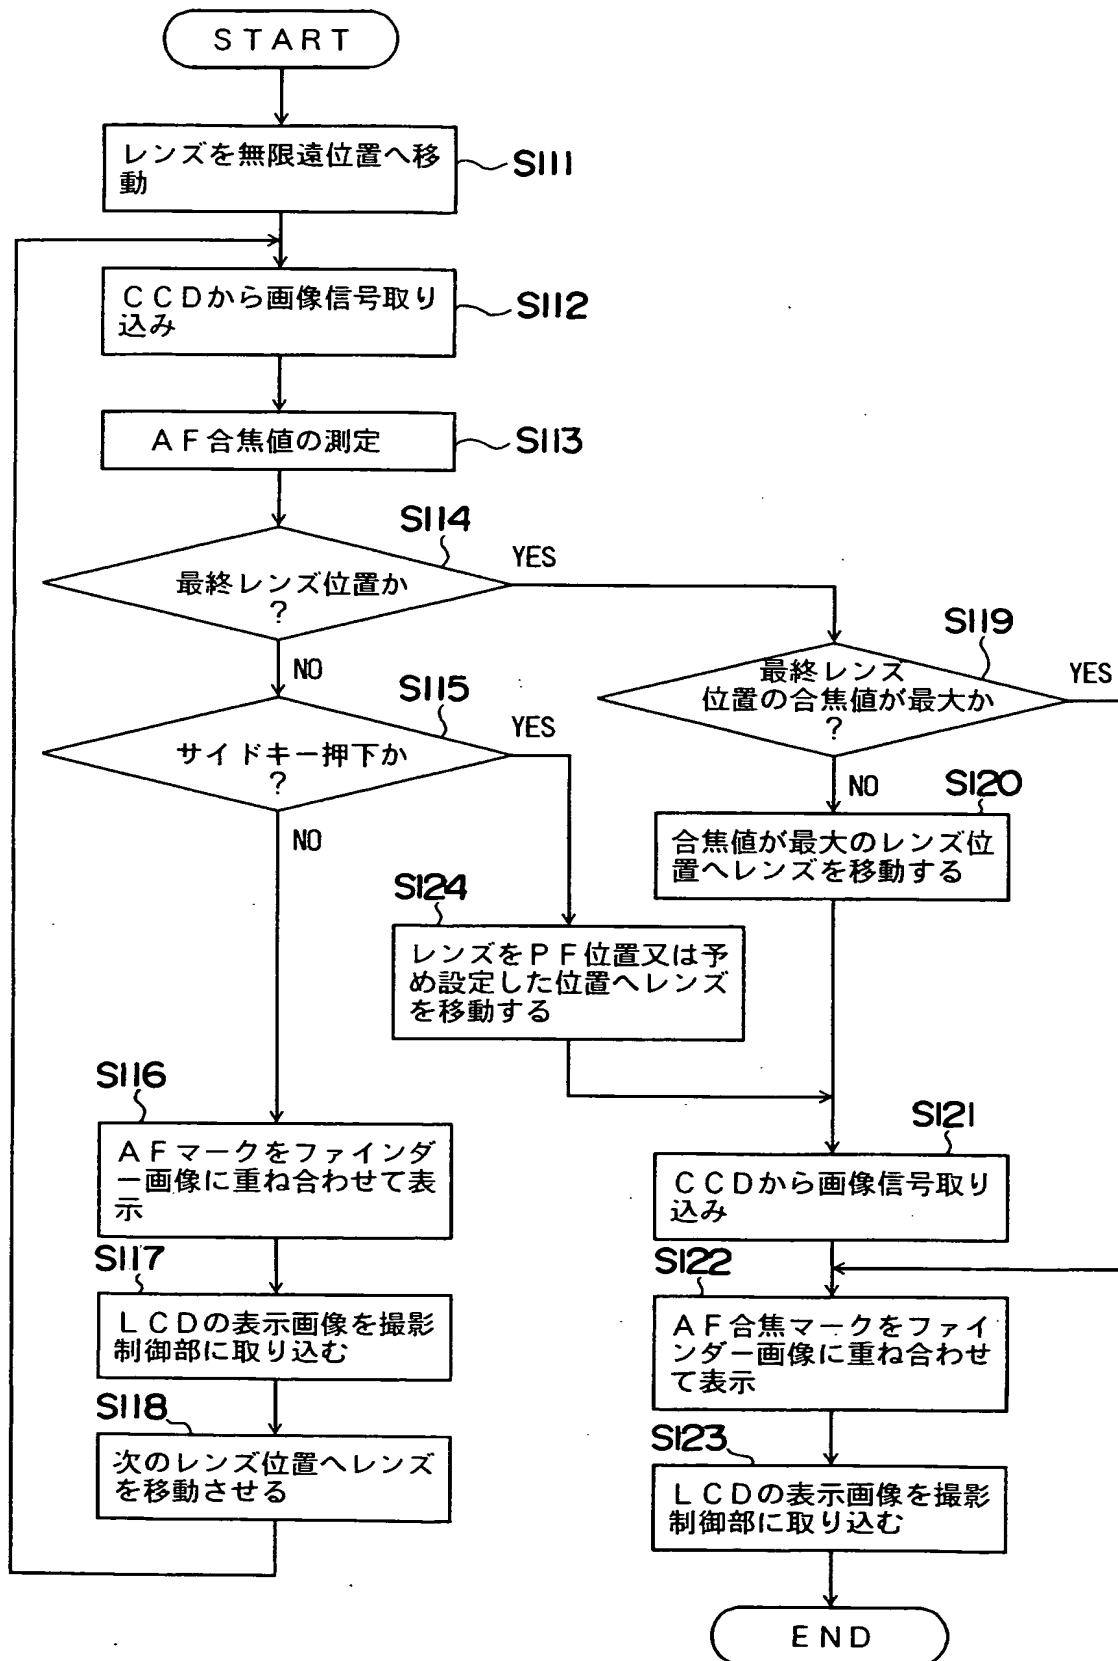 START
レンズを無限遠位置へ移
動
S111
CCDから画像信号取り
込み
S112
AF合焦値の測定
S113
S114
最終レンズ位置か
?
YES
NO
S115
サイドキー押下か
?
YES
NO
S119
最終レンズ
位置の合焦値が最大か
?
YES
NO
S120
合焦値が最大のレンズ位
置へレンズを移動する
S124
レンズをPF位置又は予
め設定した位置へレンズ
を移動する
S116
AFマークをファインダ
ー画像に重ね合わせて表
示
S117
LCDの表示画像を撮影
制御部に取り込む
S118
次のレンズ位置へレンズ
を移動させる
S121
CCDから画像信号取り
込み
S122
AF合焦マークをファイ
ンダー画像に重ね合わせ
て表示
S123
LCDの表示画像を撮影
制御部に取り込む
END